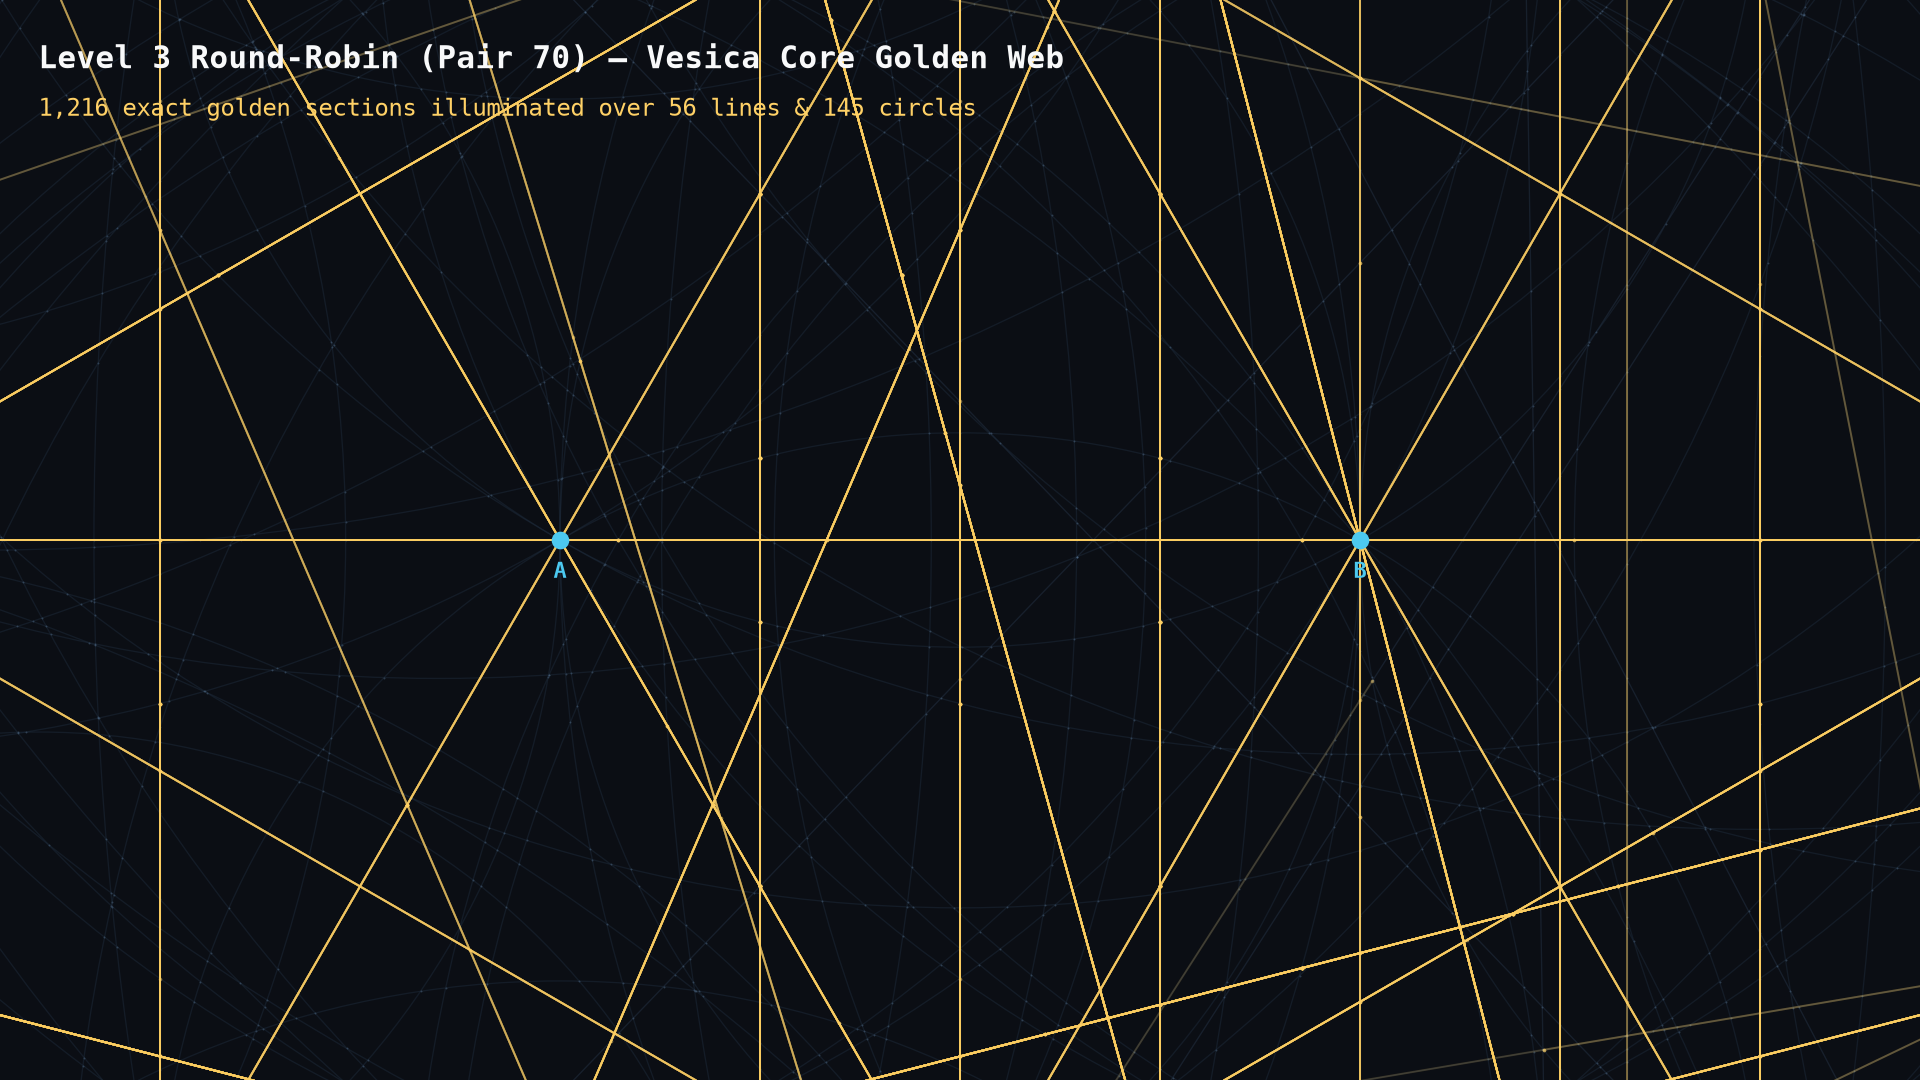 Level 3 Round-Robin (Pair 70) — Vesica Core Golden Web
1,216 exact golden sections illuminated over 56 lines & 145 circles
A
B